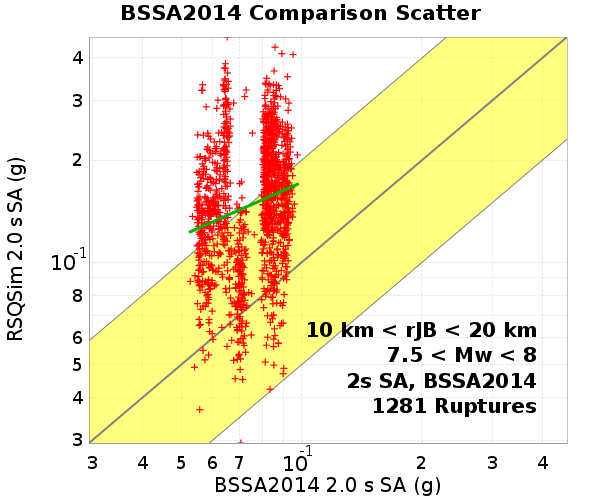 BSSA2014 Comparison Scatter
RSQSim 2.0 s SA (g)
4
3
2
10-1
8
6
5
4
3
10 km < rJB < 20 km
7.5 < Mw < 8
2s SA, BSSA2014
1281 Ruptures
3 4 5 6 7 10-1 2 3 4
BSSA2014 2.0 s SA (g)